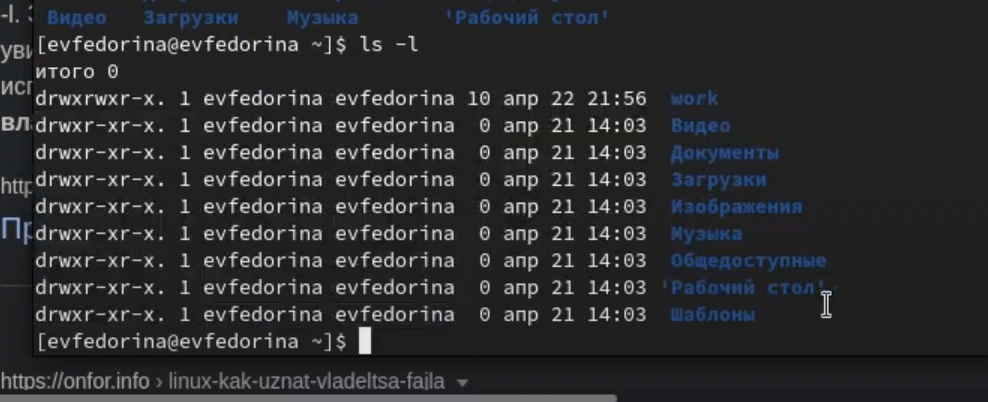 -l.
Видео Загрузки Музыка 'Рабочий стол'
[evfedorina@evfedorina ~]$ ls -l
итого 0
drwxrwxr-x. 1 evfedorina evfedorina 10 апр 22 21:56 work
drwxr-xr-x. 1 evfedorina evfedorina 0 апр 21 14:03 Видео
drwxr-xr-x. 1 evfedorina evfedorina 0 апр 21 14:03 Документы
drwxr-xr-x. 1 evfedorina evfedorina 0 апр 21 14:03 Загрузки
drwxr-xr-x. 1 evfedorina evfedorina 0 апр 21 14:03 Изображения
drwxr-xr-x. 1 evfedorina evfedorina 0 апр 21 14:03 Музыка
drwxr-xr-x. 1 evfedorina evfedorina 0 апр 21 14:03 Общедоступные
drwxr-xr-x. 1 evfedorina evfedorina 0 апр 21 14:03 'Рабочий стол'
drwxr-xr-x. 1 evfedorina evfedorina 0 апр 21 14:03 Шаблоны
[evfedorina@evfedorina ~]$
https://onfor.info › linux-kak-uznat-vladeltsa-fajla